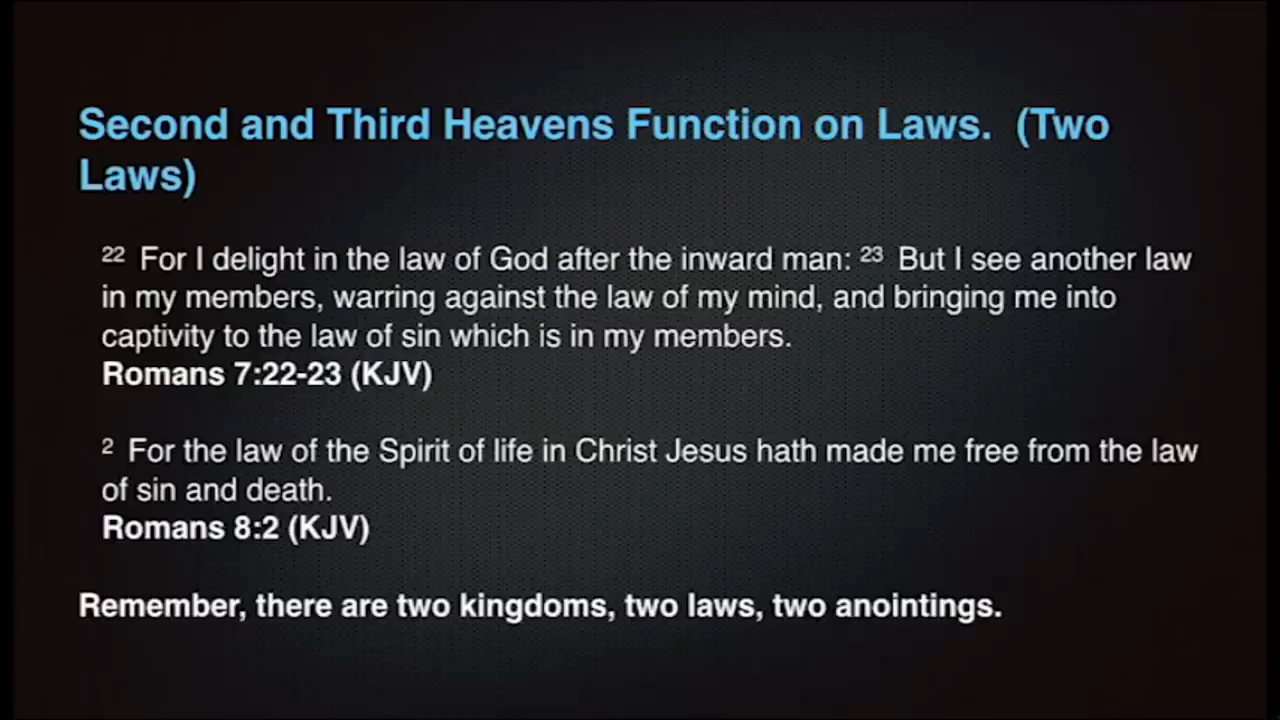 Second and Third Heavens Function on Laws.  (Two
Laws)
22 For I delight in the law of God after the inward man: 23 But I see another law
in my members, warring against the law of my mind, and bringing me into
captivity to the law of sin which is in my members.
Romans 7:22-23 (KJV)
2 For the law of the Spirit of life in Christ Jesus hath made me free from the law
of sin and death.
Romans 8:2 (KJV)
Remember, there are two kingdoms, two laws, two anointings.